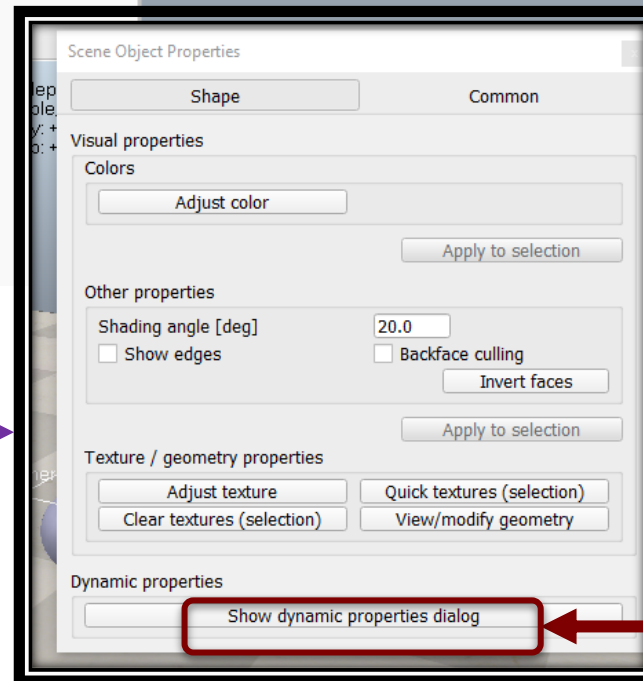 Scene Object Properties
Shape Common
Visual properties
Colors
Adjust color
Apply to selection
Other properties
Shading angle [deg] 20.0
Show edges Backface culling
Invert faces
Apply to selection
Texture / geometry properties
Adjust texture Quick textures (selection)
Clear textures (selection) View/modify geometry
Dynamic properties
Show dynamic properties dialog